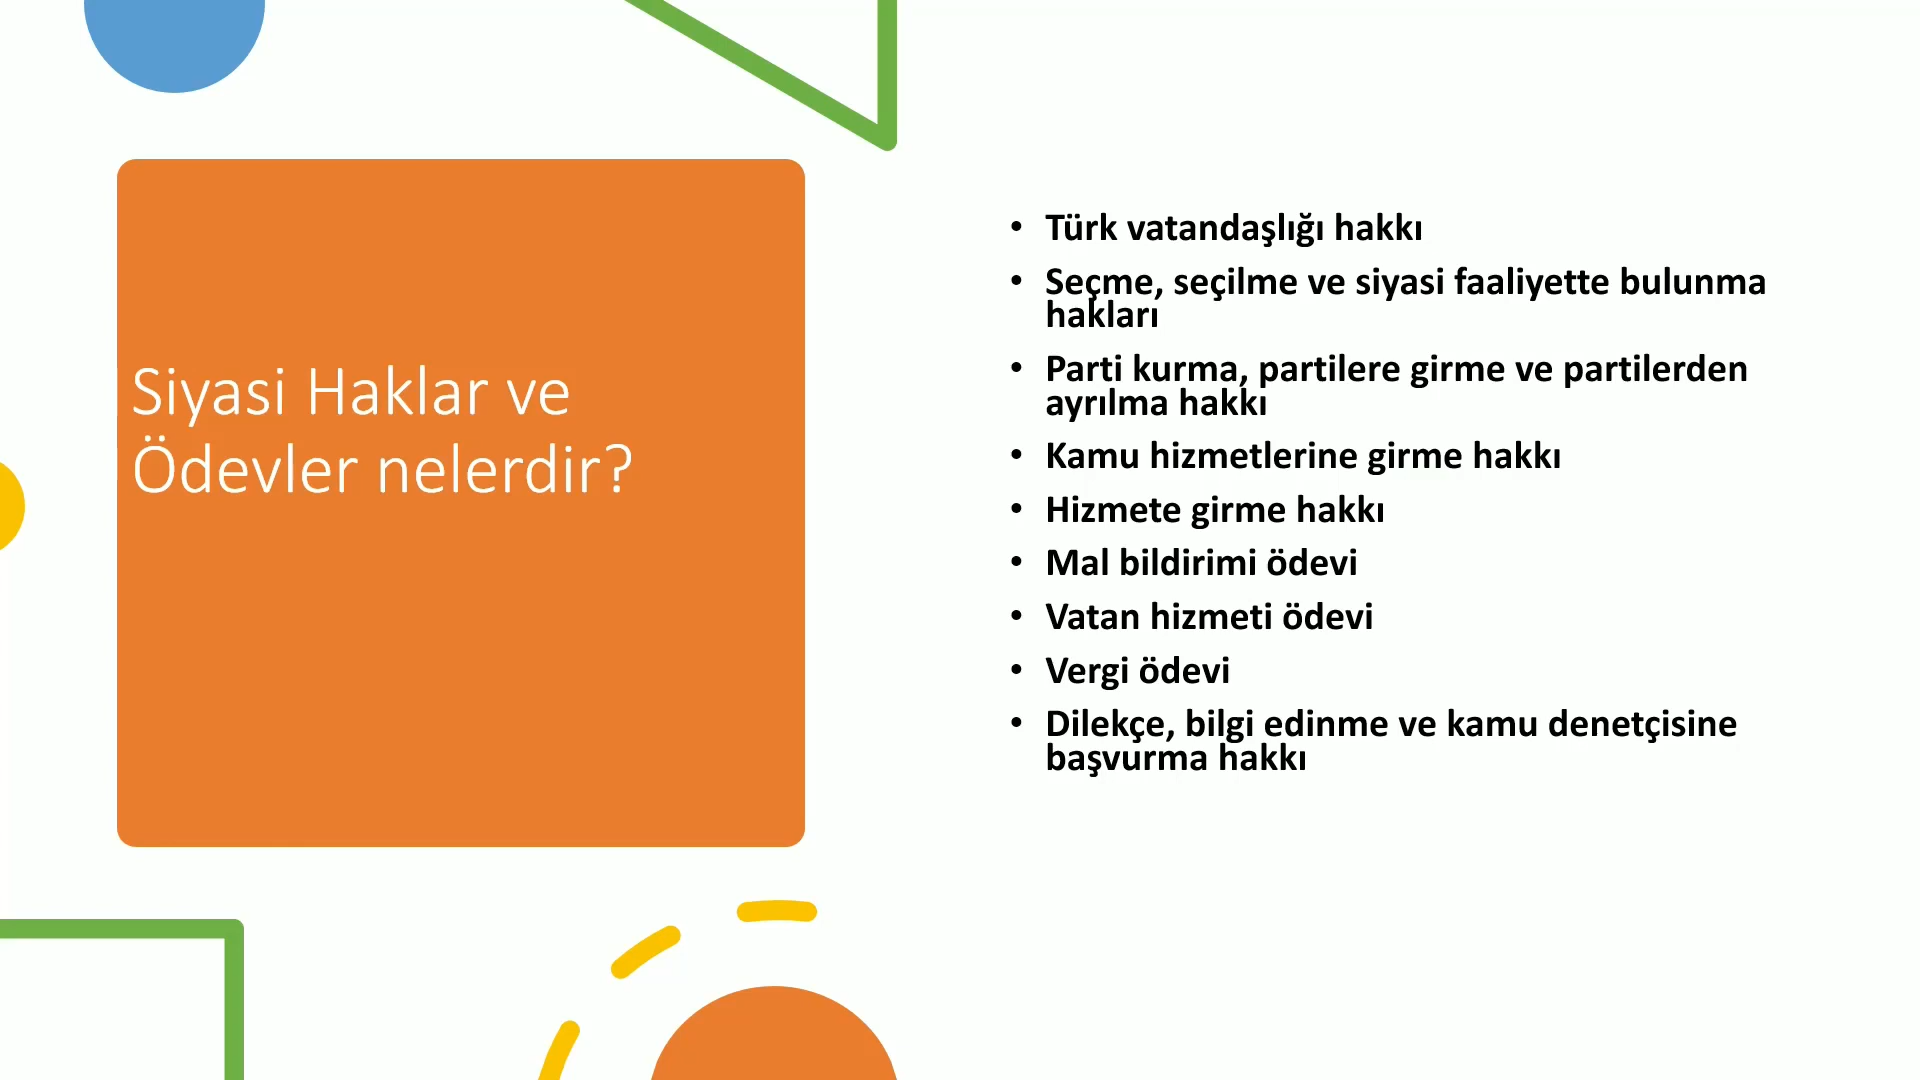 Siyasi Haklar ve
Ödevler nelerdir?
• Türk vatandaşlığı hakkı
• Seçme, seçilme ve siyasi faaliyette bulunma
hakları
• Parti kurma, partilere girme ve partilerden
ayrılma hakkı
• Kamu hizmetlerine girme hakkı
• Hizmete girme hakkı
• Mal bildirimi ödevi
• Vatan hizmeti ödevi
• Vergi ödevi
• Dilekçe, bilgi edinme ve kamu denetçisine
başvurma hakkı